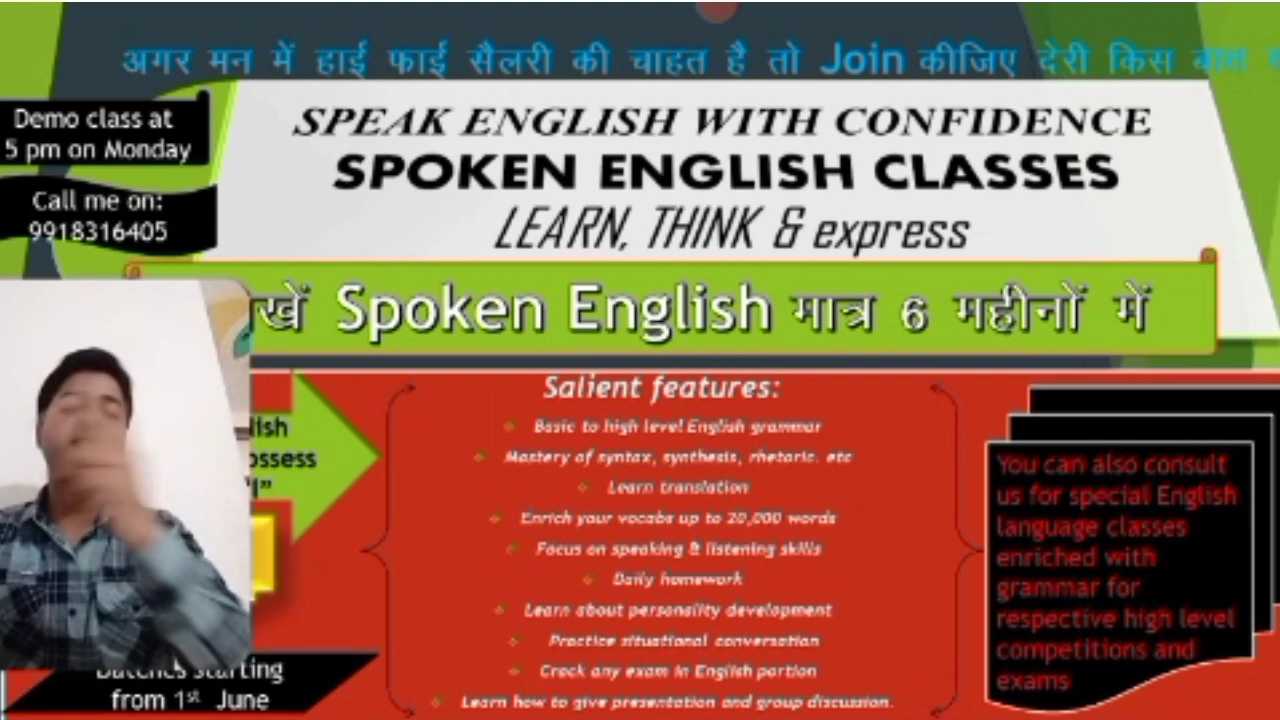 अगर मन में हाई फाई सैलरी की चाहत है तो Join कीजिए देरी किस बात
Demo class at
5 pm on Monday
Call me on:
9918316405
SPEAK ENGLISH WITH CONFIDENCE
SPOKEN ENGLISH CLASSES
LEARN, THINK & express
खें Spoken English मात्र 6 महीनों में
lish
ossess
Salient features:
Basic to high level English grammar
Mastery of syntax, synthesis, rhetoric. etc
Learn translation
Enrich your vocabs up to 20,000 words
Focus on speaking & listening skills
Daily homework
Learn about personality development
Practice situational conversation
Crack any exam in English portion
Learn how to give presentation and group discussion.
You can also consult
us for special English
language classes
enriched with
grammar for
respective high level
competitions and
exams
Batches starting
from 1st June